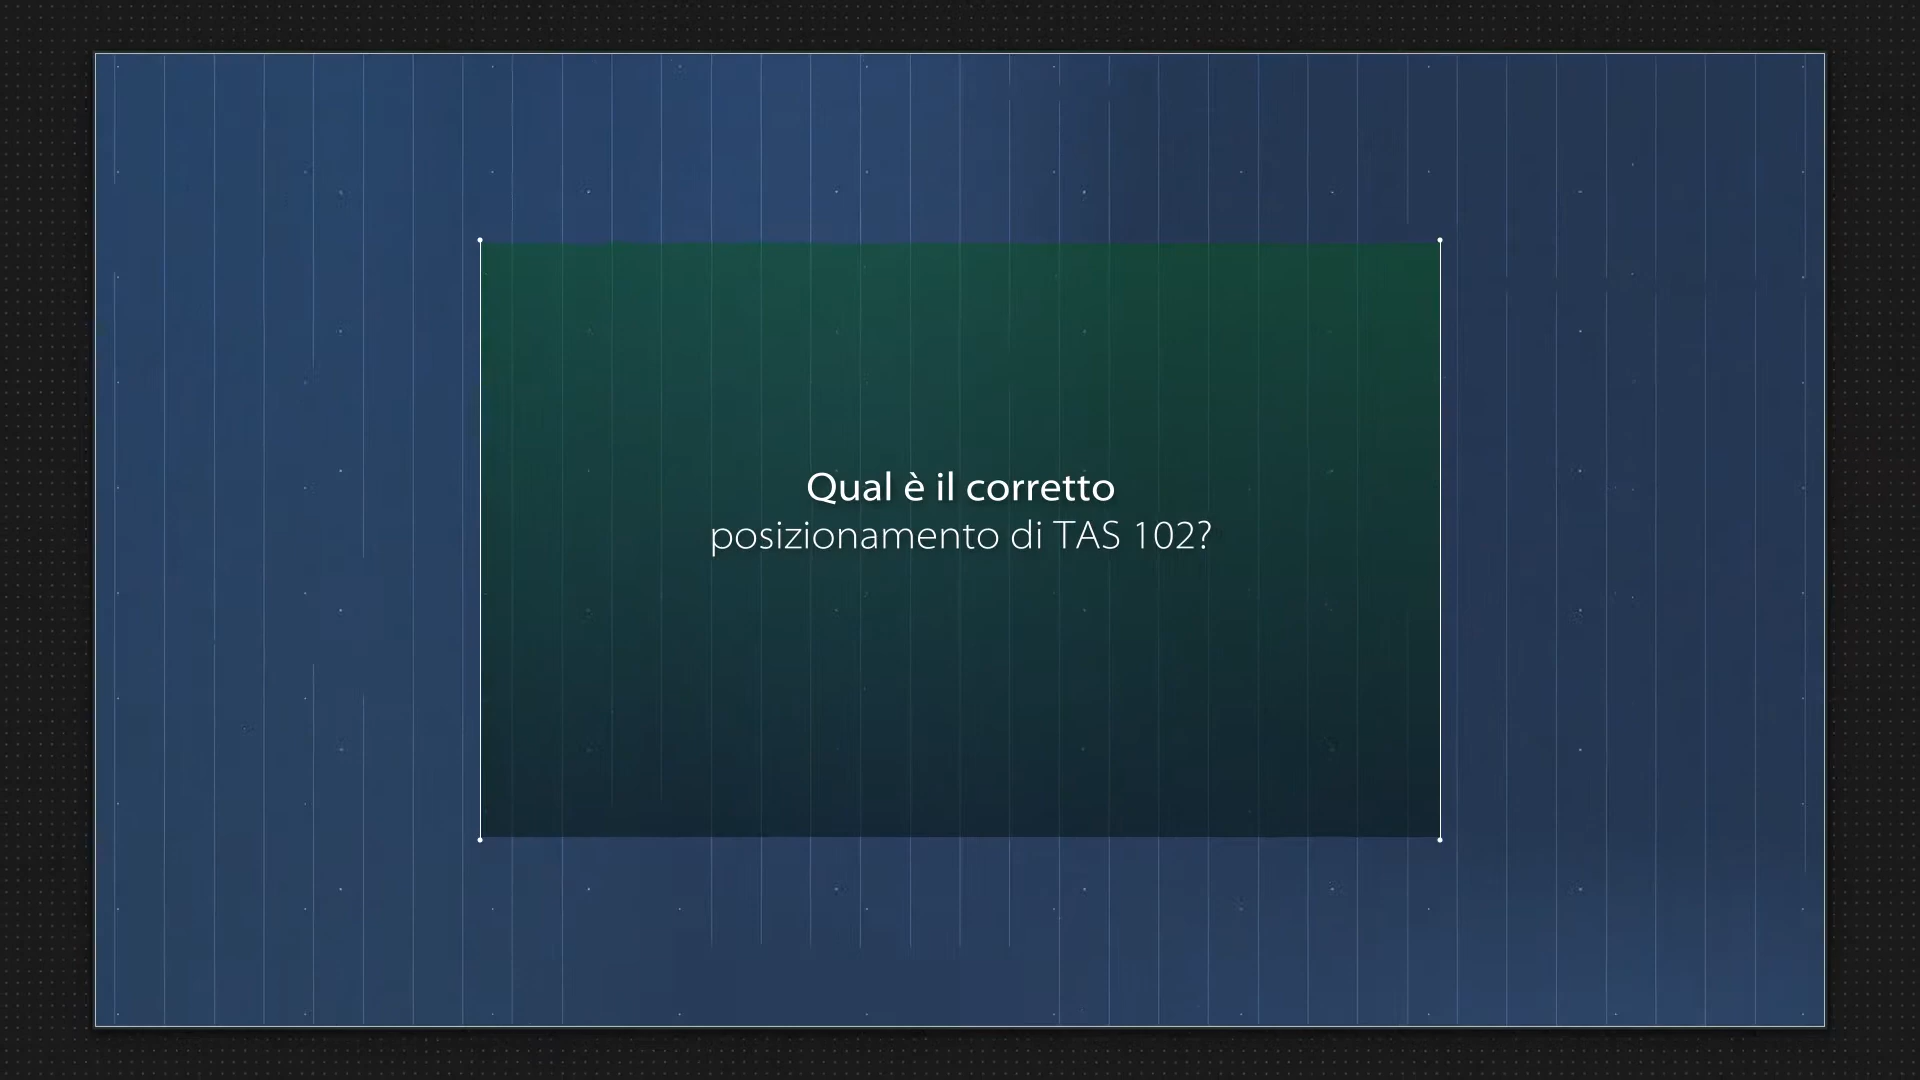 Qual è il corretto
posizionamento di TAS 102?